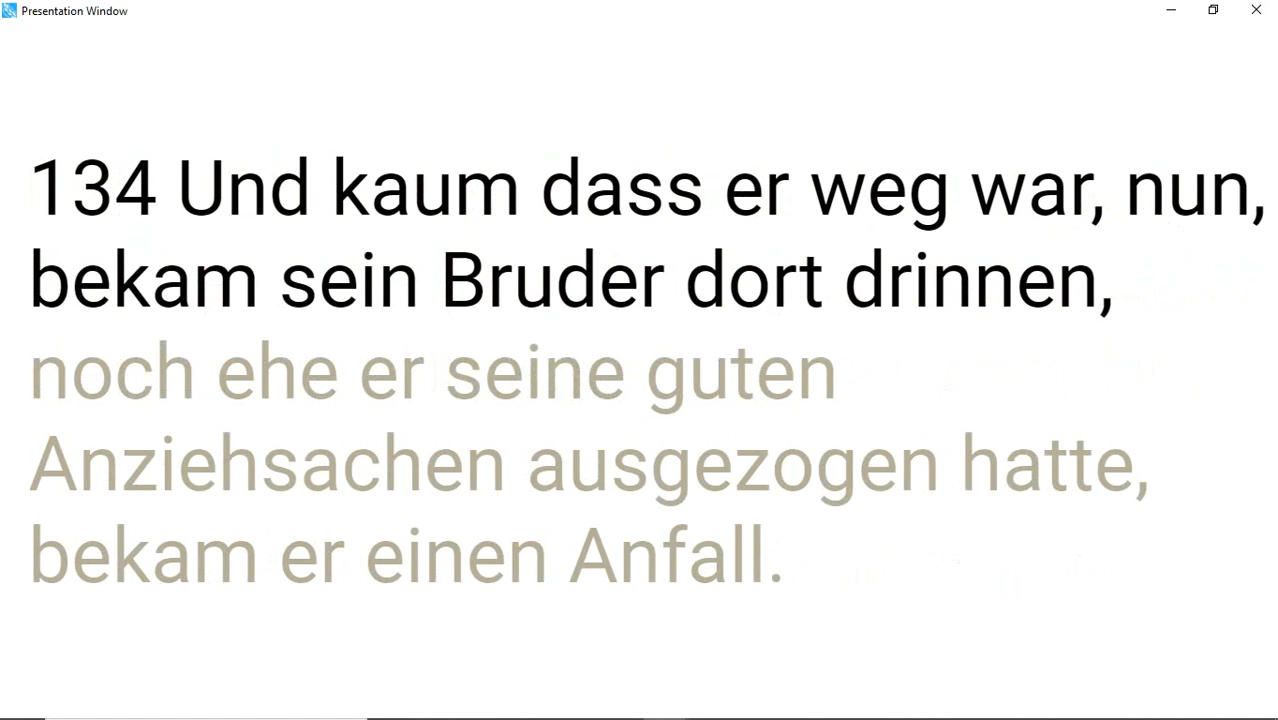 Presentation Window
134 Und kaum dass er weg war, nun,
bekam sein Bruder dort drinnen,
noch ehe er seine guten
Anziehsachen ausgezogen hatte,
bekam er einen Anfall.